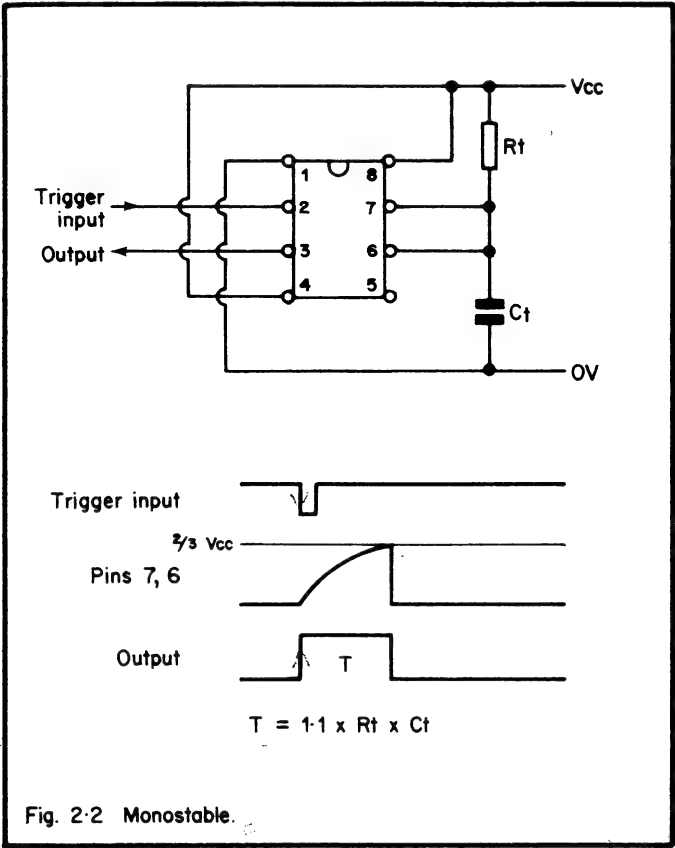 Vcc
Rt
1 8
Trigger
input
2 7
Output
3 6
4 5
Ct
OV
Trigger input
2/3 Vcc
Pins 7, 6
Output
T
T = 1·1 x Rt x Ct
Fig. 2·2 Monostable.